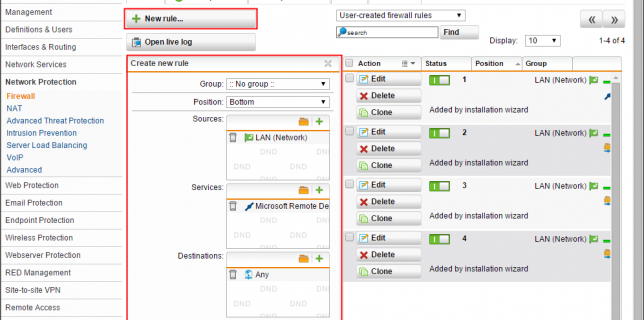 Management
Definitions & Users
Interfaces & Routing
Network Services
Network Protection
Firewall
NAT
Advanced Threat Protection
Intrusion Prevention
Server Load Balancing
VoIP
Advanced
Web Protection
Email Protection
Endpoint Protection
Wireless Protection
Webserver Protection
RED Management
Site-to-site VPN
Remote Access
New rule...
Open live log
User-created firewall rules
search
Find
Display: 10
1-4 of 4
Create new rule
Group: :: No group ::
Position: Bottom
Sources:
LAN (Network)
DND DND DND
Services:
Microsoft Remote De
DND DND DND
Destinations:
Any
DND DND DND
Action Status Position Group
Edit 1 LAN (Network)
Delete
Clone Added by installation wizard
Edit 2 LAN (Network)
Delete
Clone Added by installation wizard
Edit 3 LAN (Network)
Delete
Clone Added by installation wizard
Edit 4 LAN (Network)
Delete
Clone Added by installation wizard